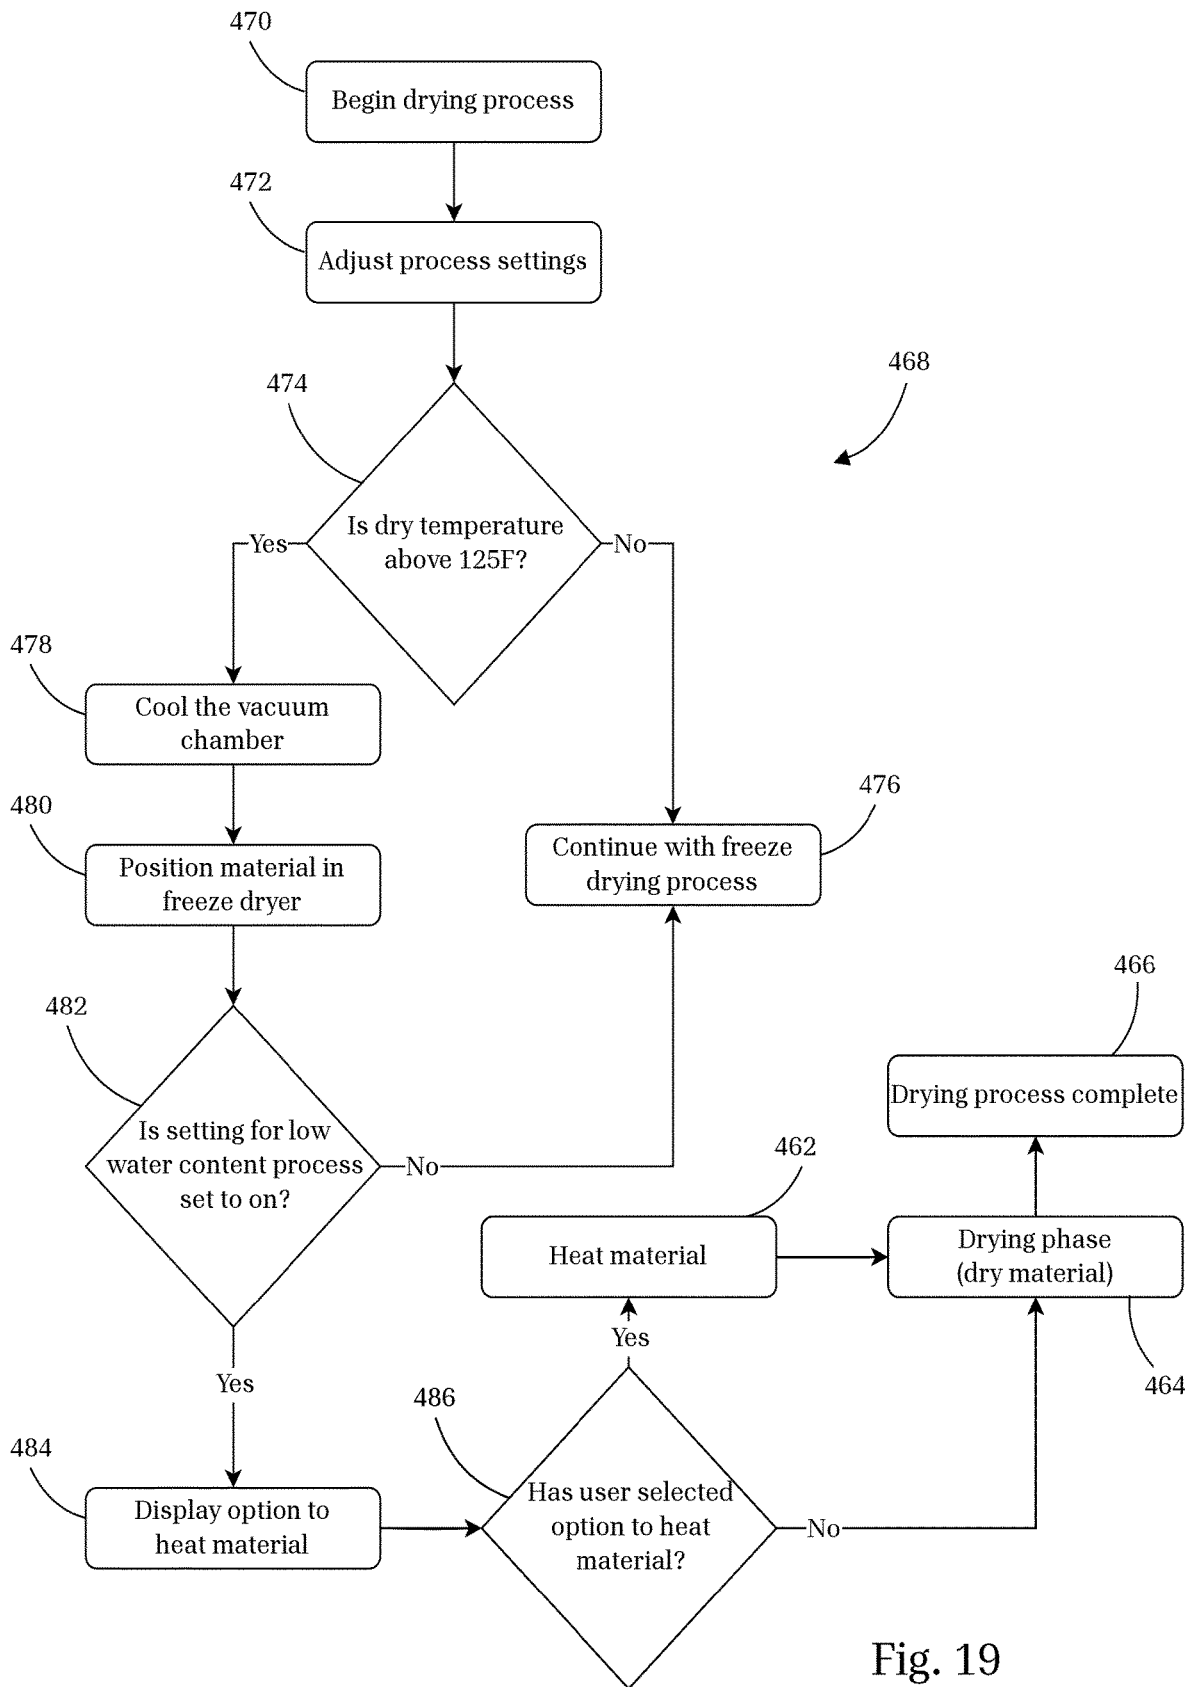 470
Begin drying process
472
Adjust process settings
468
474
Is dry temperature
above 125F?
Yes
No
478
Cool the vacuum
chamber
476
480
Continue with freeze
drying process
Position material in
freeze dryer
466
482
Drying process complete
Is setting for low
water content process
set to on?
No
462
Heat material
Drying phase
(dry material)
Yes
Yes
464
486
484
Display option to
heat material
Has user selected
option to heat
material?
No
Fig. 19